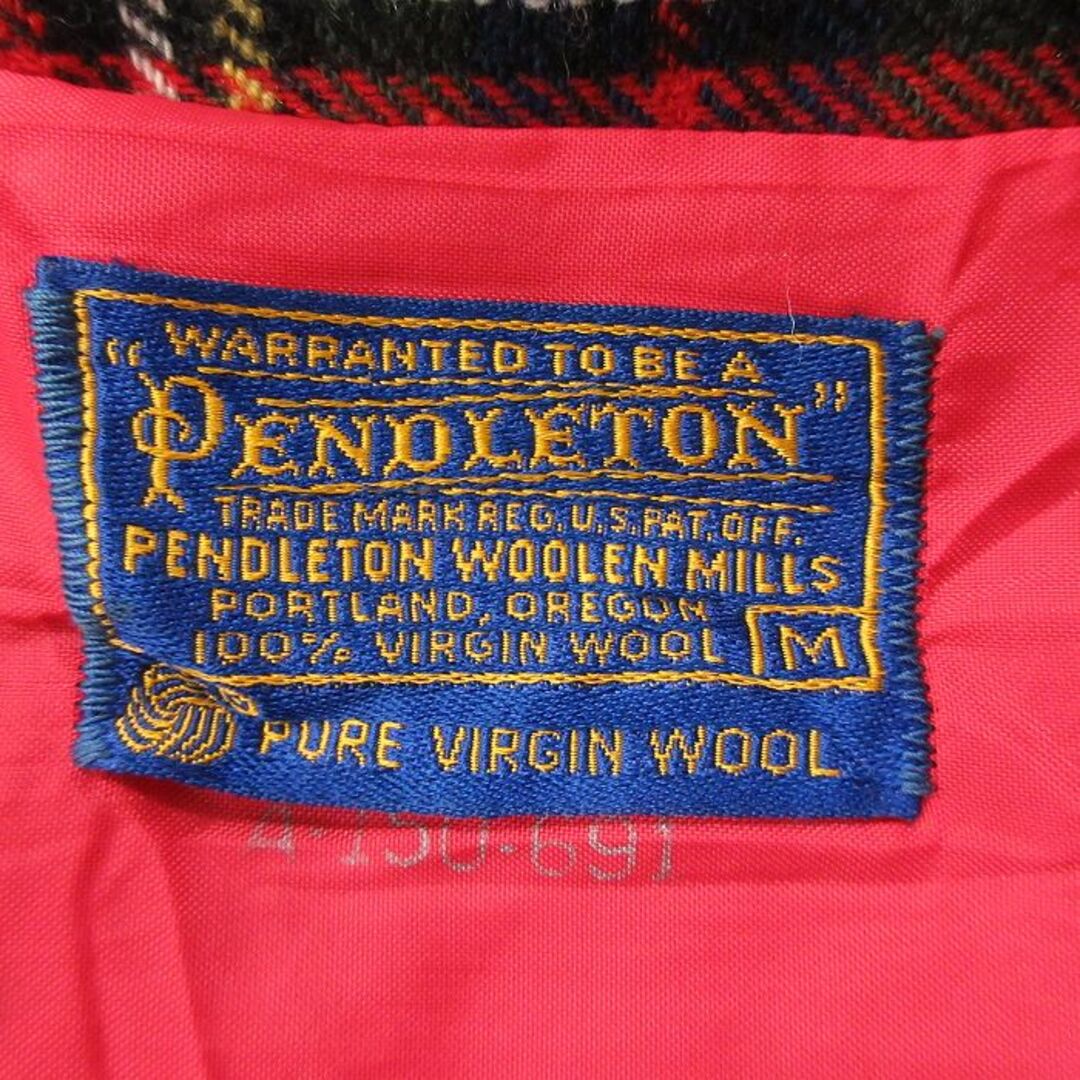 WARRANTED TO BE A
"PENDLETON"
TRADE MARK REG. U.S. PAT. OFF.
PENDLETON WOOLEN MILLS
PORTLAND, OREGON
100% VIRGIN WOOL M
PURE VIRGIN WOOL
4-150-691